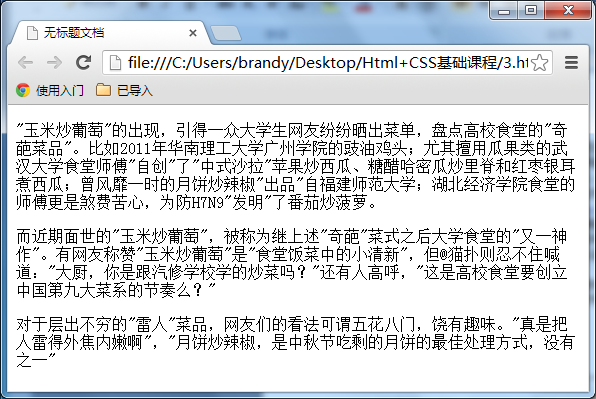 无标题文档
file:///C:/Users/brandy/Desktop/Html+CSS基础课程/3.ht
使用入门 已导入
"玉米炒葡萄"的出现，引得一众大学生网友纷纷晒出菜单，盘点高校食堂的"奇
葩菜品"。比如2011年华南理工大学广州学院的豉油鸡头；尤其擅用瓜果类的武
汉大学食堂师傅"自创"了"中式沙拉"苹果炒西瓜、糖醋哈密瓜炒里脊和红枣银耳
煮西瓜；曾风靡一时的月饼炒辣椒"出品"自福建师范大学；湖北经济学院食堂的
师傅更是煞费苦心，为防H7N9"发明"了番茄炒菠萝。
而近期面世的"玉米炒葡萄"，被称为继上述"奇葩"菜式之后大学食堂的"又一神
作"。有网友称赞"玉米炒葡萄"是"食堂饭菜中的小清新"，但@猫扑则忍不住喊
道："大厨，你是跟汽修学校学的炒菜吗？"还有人高呼，"这是高校食堂要创立
中国第九大菜系的节奏么？"
对于层出不穷的"雷人"菜品，网友们的看法可谓五花八门，饶有趣味。"真是把
人雷得外焦内嫩啊"，"月饼炒辣椒，是中秋节吃剩的月饼的最佳处理方式，没有
之一"